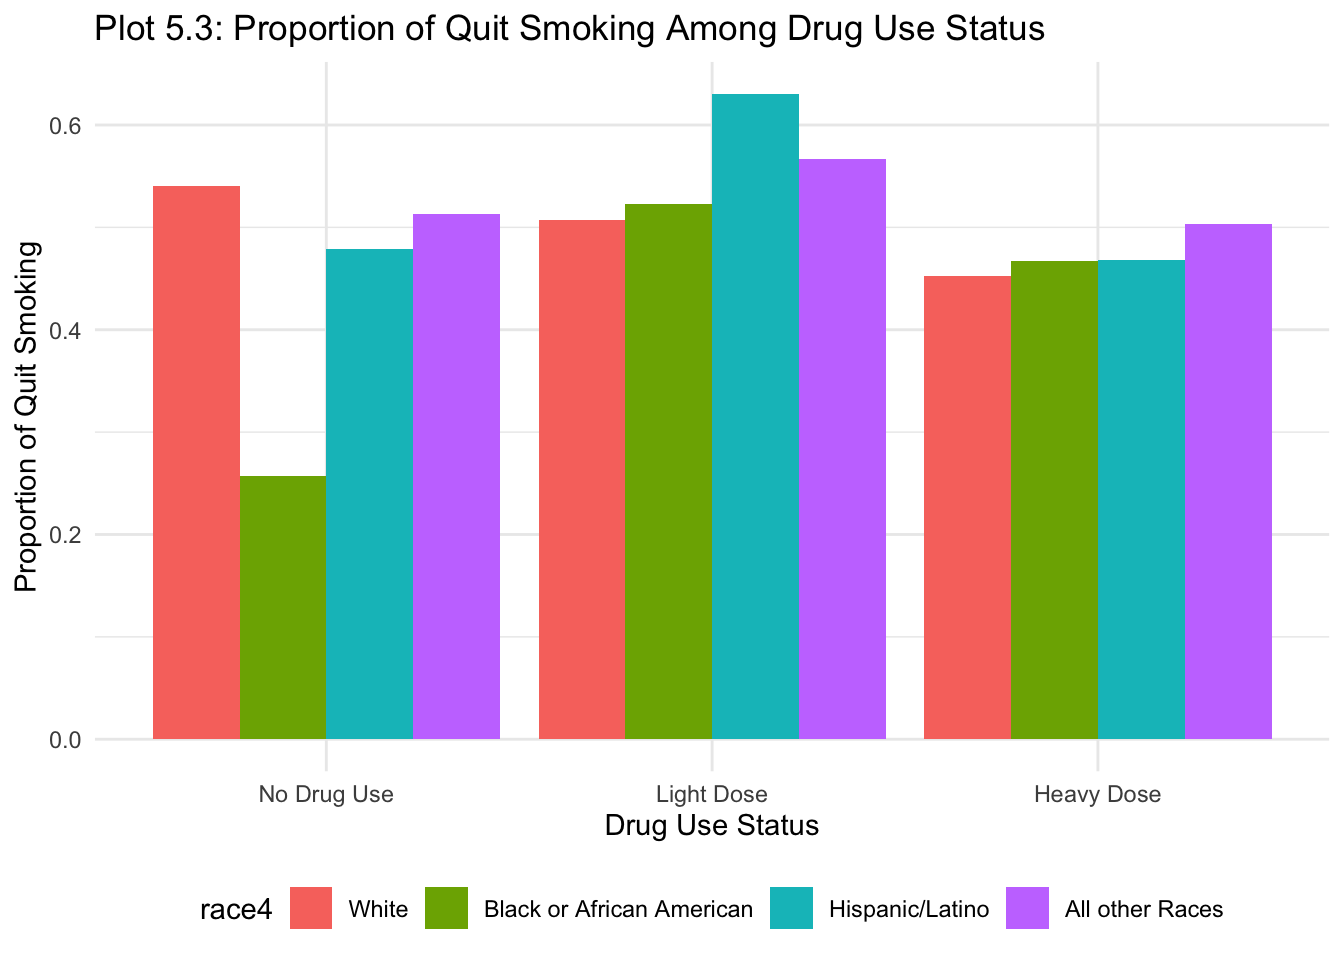 Plot 5.3: Proportion of Quit Smoking Among Drug Use Status
Proportion of Quit Smoking
0.6
0.4
0.2
0.0
No Drug Use Light Dose Heavy Dose
Drug Use Status
race4 White Black or African American Hispanic/Latino All other Races